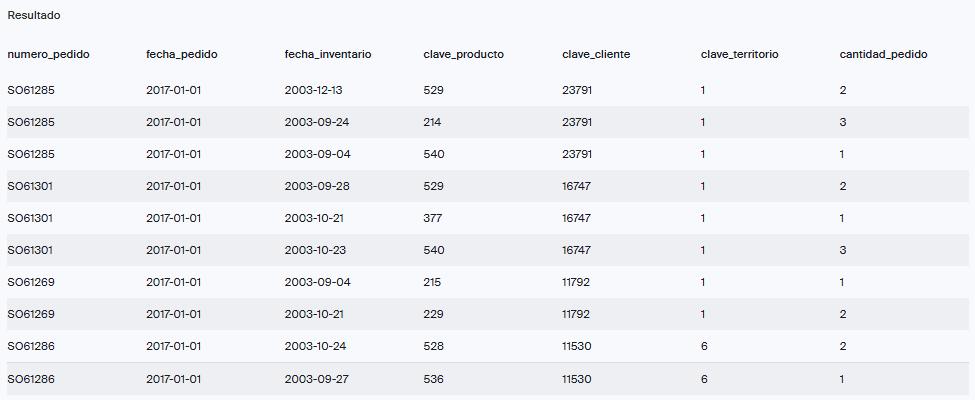 Resultado
numero_pedido fecha_pedido fecha_inventario clave_producto clave_cliente clave_territorio cantidad_pedido
SO61285 2017-01-01 2003-12-13 529 23791 1 2
SO61285 2017-01-01 2003-09-24 214 23791 1 3
SO61285 2017-01-01 2003-09-04 540 23791 1 1
SO61301 2017-01-01 2003-09-28 529 16747 1 2
SO61301 2017-01-01 2003-10-21 377 16747 1 1
SO61301 2017-01-01 2003-10-23 540 16747 1 3
SO61269 2017-01-01 2003-09-04 215 11792 1 1
SO61269 2017-01-01 2003-10-21 229 11792 1 2
SO61286 2017-01-01 2003-10-24 528 11530 6 2
SO61286 2017-01-01 2003-09-27 536 11530 6 1